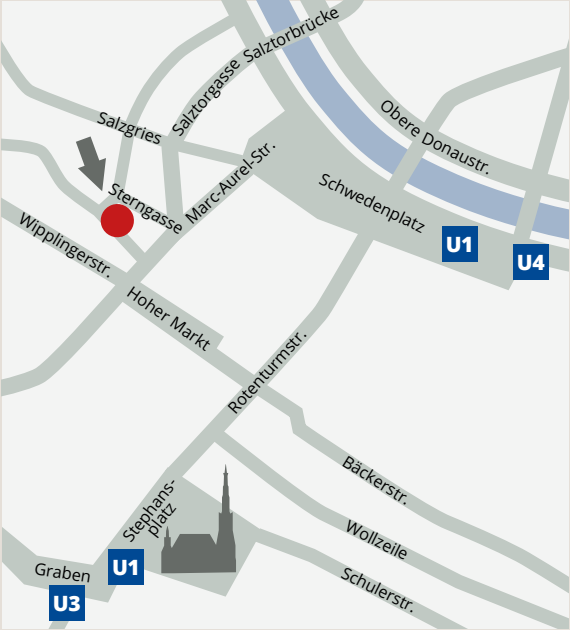 Salztorbrücke
Salztorgasse
Obere Donaustr.
Salzgries
Marc-Aurel-Str.
Schwedenplatz
Sterngasse
Wipplingerstr.
U1
U4
Hoher Markt
Rotenturmstr.
Bäckerstr.
Stephans-
platz
Wollzeile
Schulerstr.
Graben
U1
U3